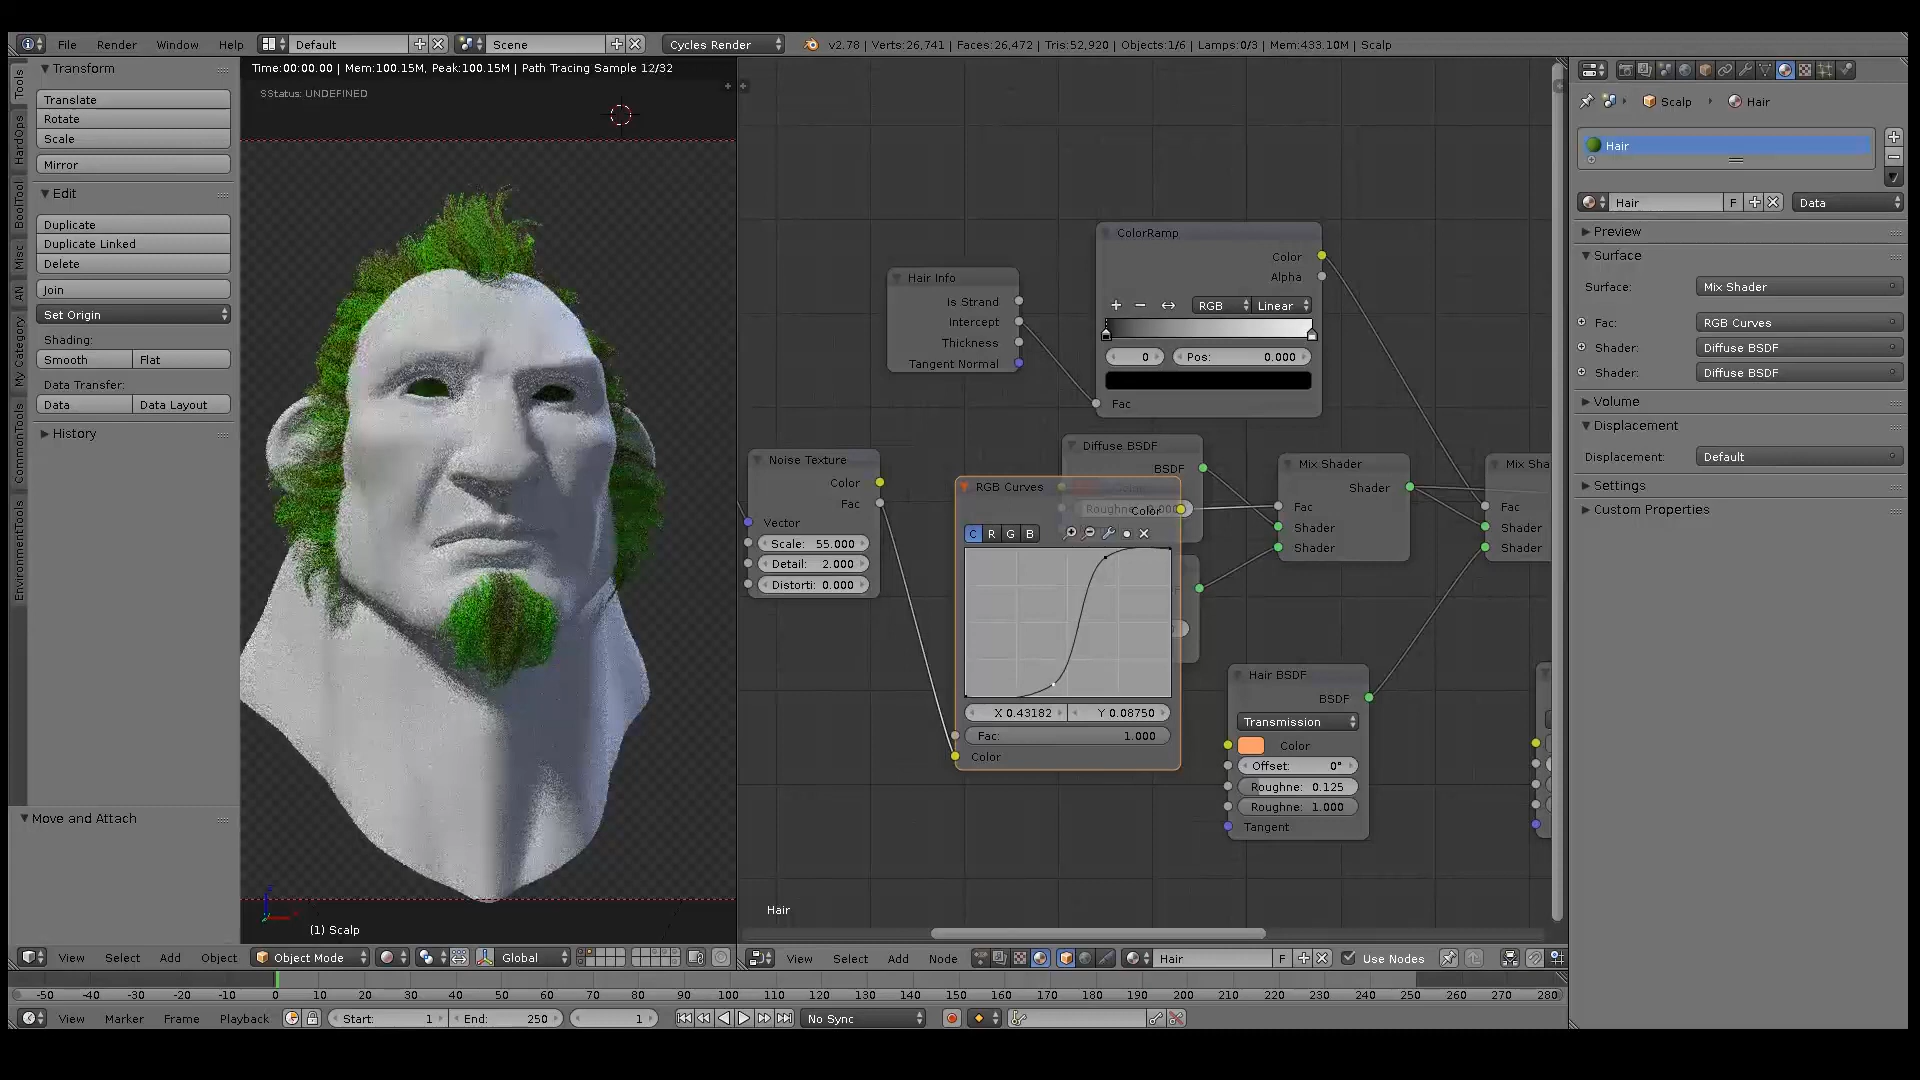 File Render Window Help Default Scene Cycles Render v2.78 | Verts:26,741 | Faces:26,472 | Tris:52,920 | Objects:1/6 | Lamps:0/3 | Mem:433.10M | Scalp
Tools
HardOps
BoolTool
Misc
AN
My Category
CommonTools
EnvironmentTools
Transform
Translate
Rotate
Scale
Mirror
Edit
Duplicate
Duplicate Linked
Delete
Join
Set Origin
Shading:
Smooth Flat
Data Transfer:
Data Data Layout
History
Move and Attach
Time:00:00.00 | Mem:100.15M, Peak:100.15M | Path Tracing Sample 12/32
SStatus: UNDEFINED
(1) Scalp
Hair Info
Is Strand
Intercept
Thickness
Tangent Normal
ColorRamp
Color
Alpha
RGB Linear
0 Pos: 0.000
Fac
Noise Texture
Color
Fac
Vector
Scale: 55.000
Detail: 2.000
Distorti: 0.000
Diffuse BSDF
BSDF
RGB Curves
Color
C R G B
X 0.43182 Y 0.08750
Fac: 1.000
Color
Mix Shader
Shader
Fac
Shader
Shader
Mix Sha
Fac
Shader
Shader
Hair BSDF
BSDF
Transmission
Color
Offset: 0°
Roughne: 0.125
Roughne: 1.000
Tangent
Hair
Scalp Hair
Hair
Hair F Data
Preview
Surface
Surface: Mix Shader
Fac: RGB Curves
Shader: Diffuse BSDF
Shader: Diffuse BSDF
Volume
Displacement
Displacement: Default
Settings
Custom Properties
View Select Add Object Object Mode Global
View Select Add Node Hair F Use Nodes
-50 -40 -30 -20 -10 0 10 20 30 40 50 60 70 80 90 100 110 120 130 140 150 160 170 180 190 200 210 220 230 240 250 260 270 280
View Marker Frame Playback Start: 1 End: 250 1 No Sync